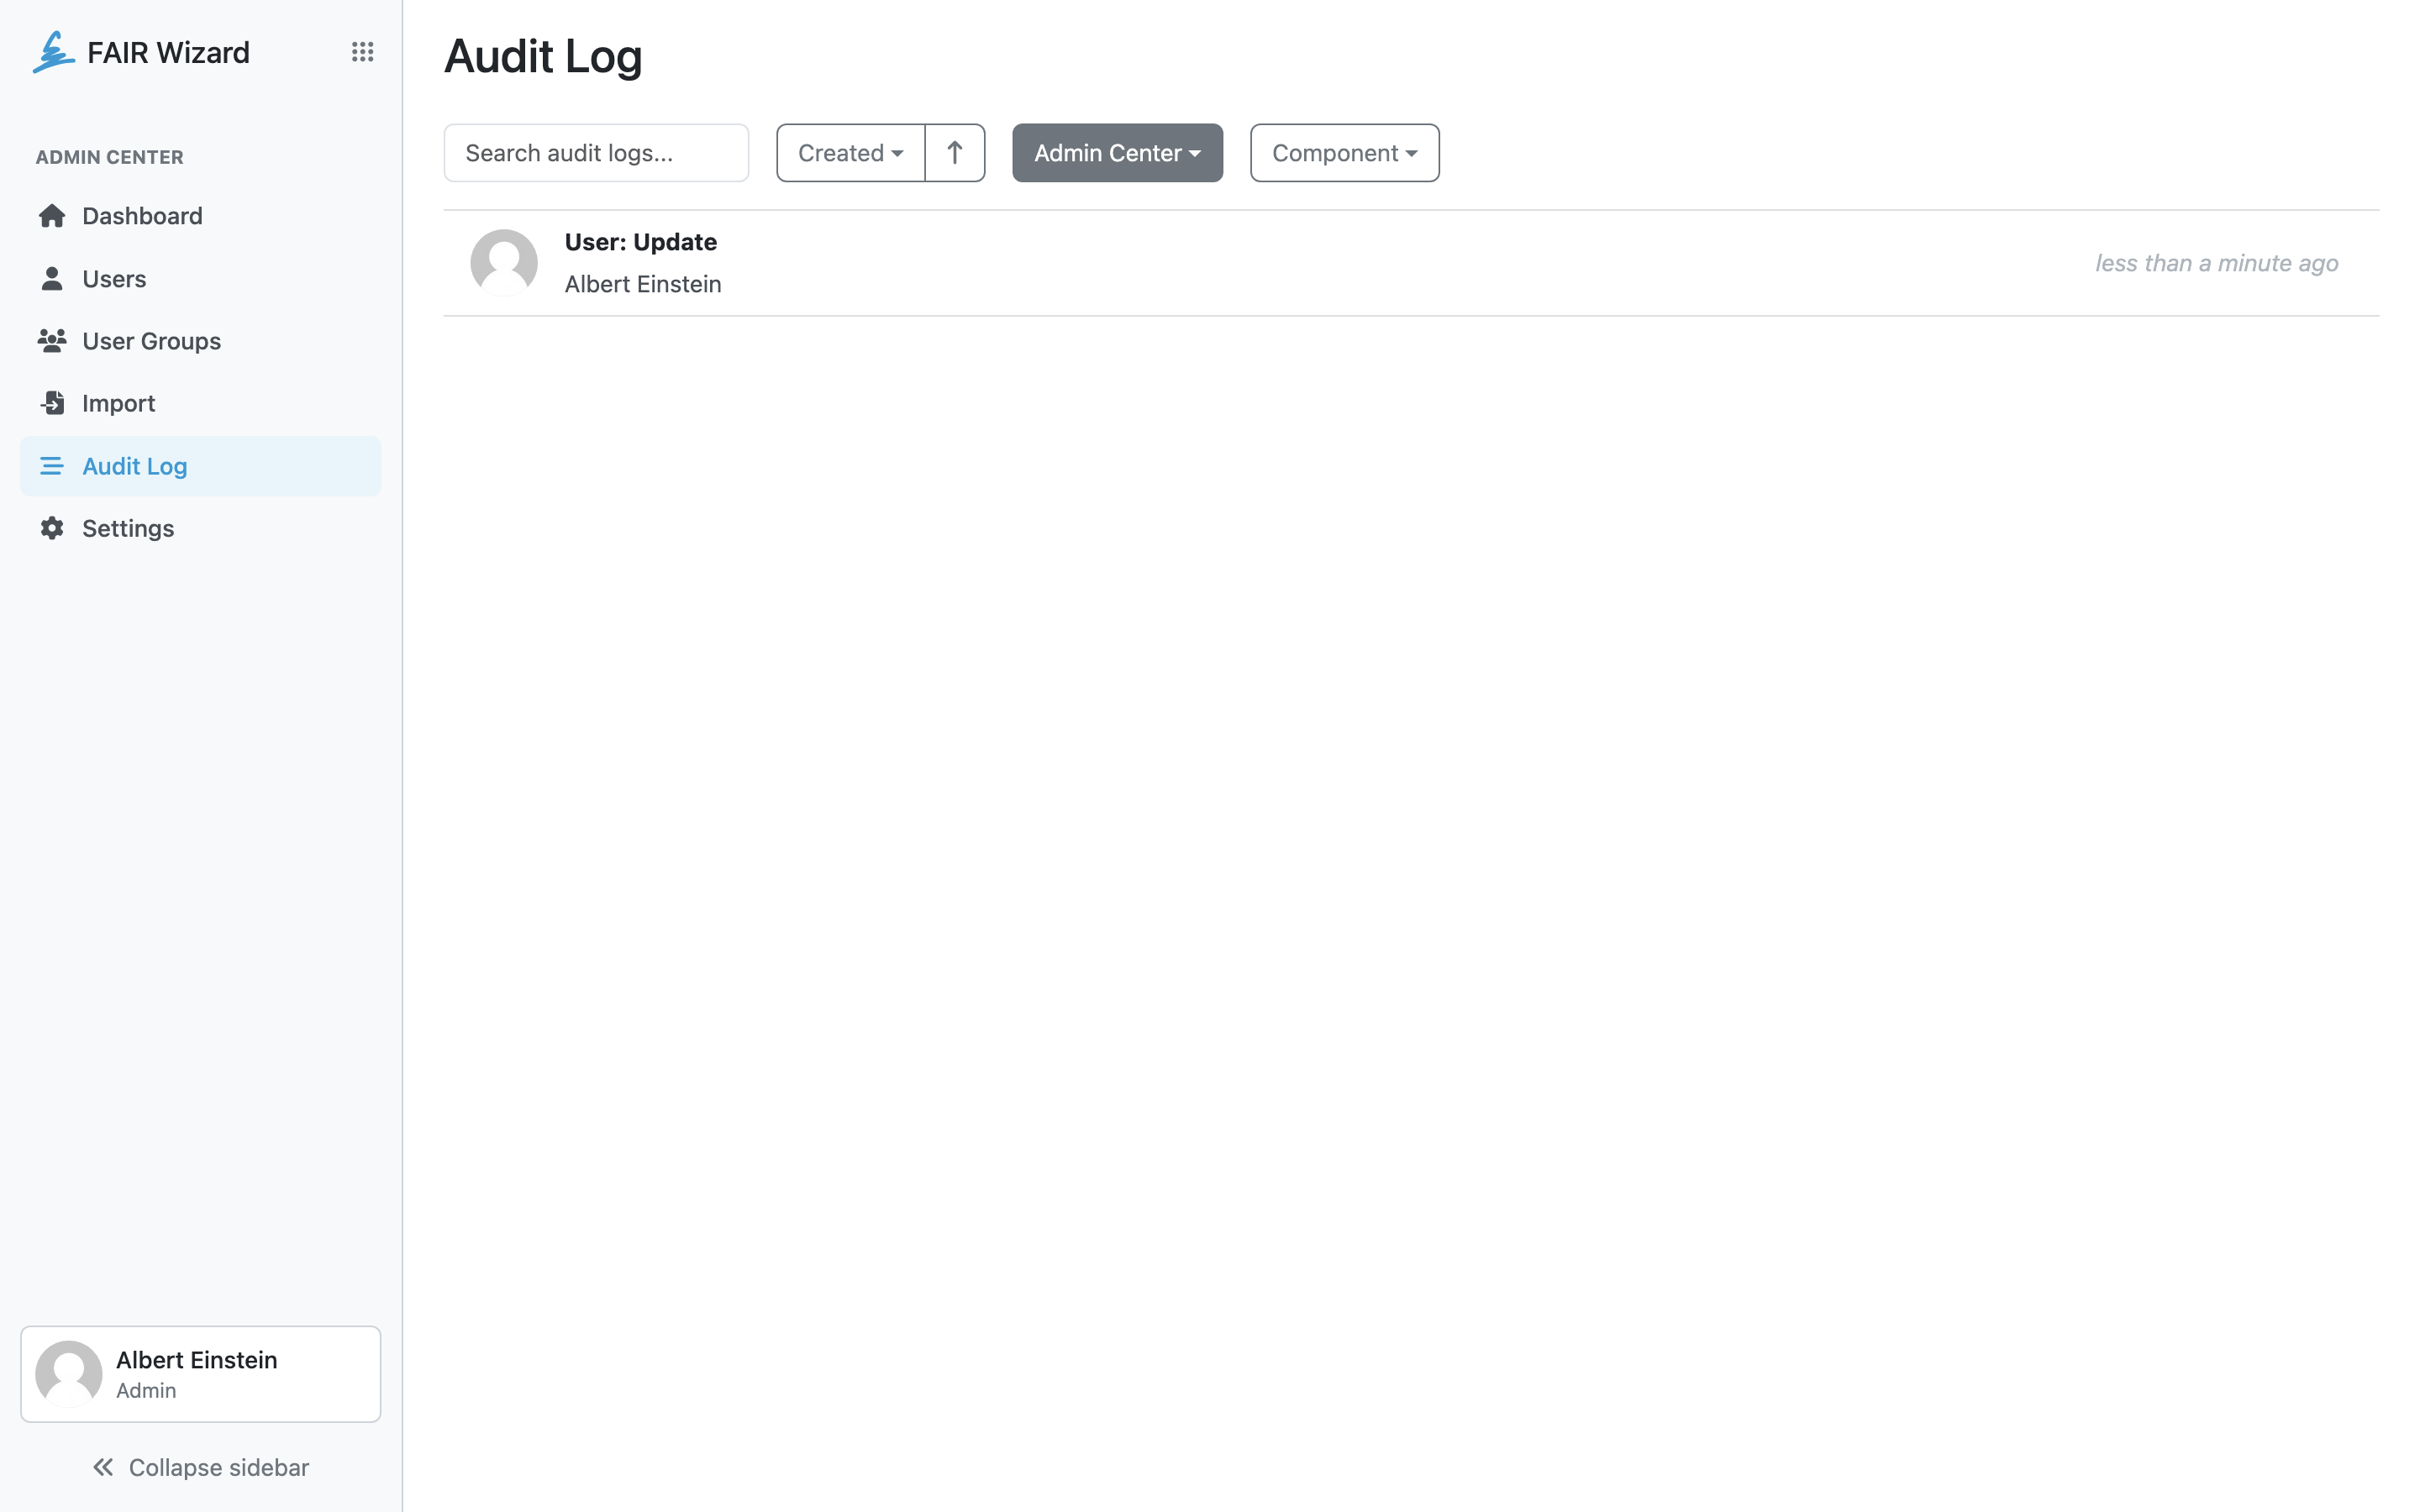 FAIR Wizard
ADMIN CENTER
Dashboard
Users
User Groups
Import
Audit Log
Settings
Albert Einstein
Admin
Collapse sidebar
Audit Log
Search audit logs...
Created
Admin Center
Component
User: Update
Albert Einstein
less than a minute ago